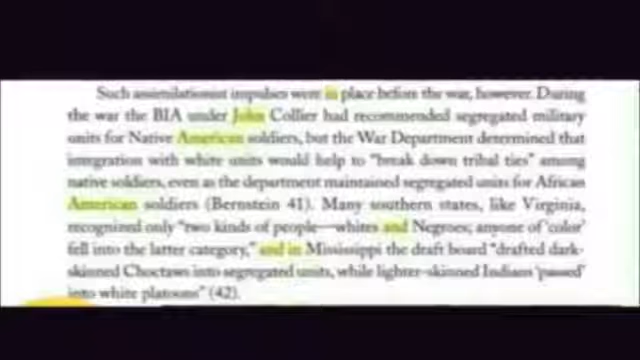 Such assimilationist impulses were in place before the war, however. During
the war the BIA under John Collier had recommended segregated military
units for Native American soldiers, but the War Department determined that
integration with white units would help to "break down tribal ties" among
native soldiers, even as the department maintained segregated units for African
American soldiers (Bernstein 41). Many southern states, like Virginia,
recognized only "two kinds of people—whites and Negroes; anyone of 'color'
fell into the latter category," and in Mississippi the draft board "drafted dark-
skinned Choctaws into segregated units, while lighter-skinned Indians 'passed'
into white platoons" (42).